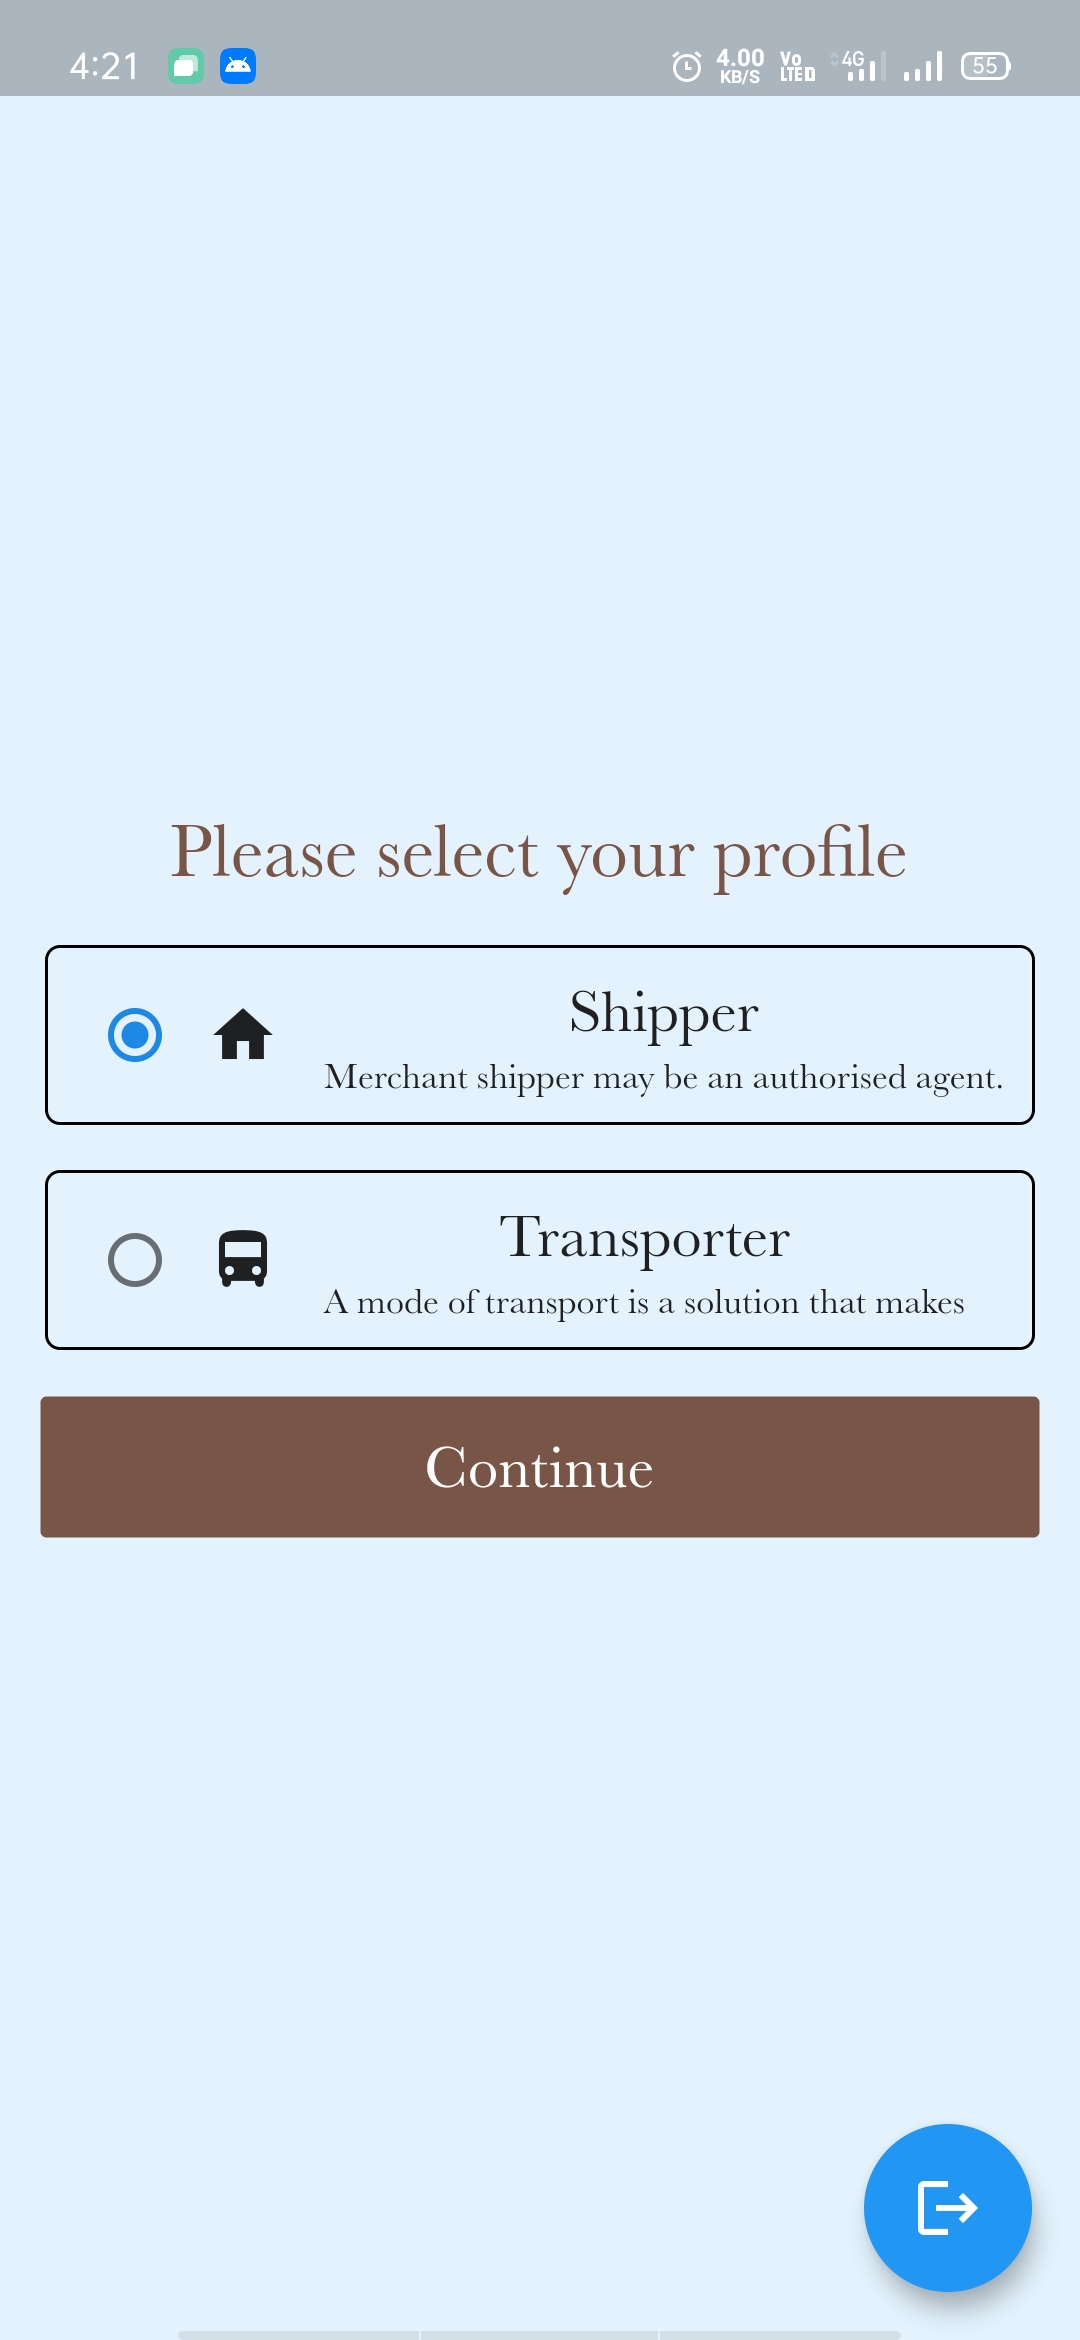 4:21
4.00
KB/S
Vo
LTE
4G
55
Please select your profile
Shipper
Merchant shipper may be an authorised agent.
Transporter
A mode of transport is a solution that makes
Continue